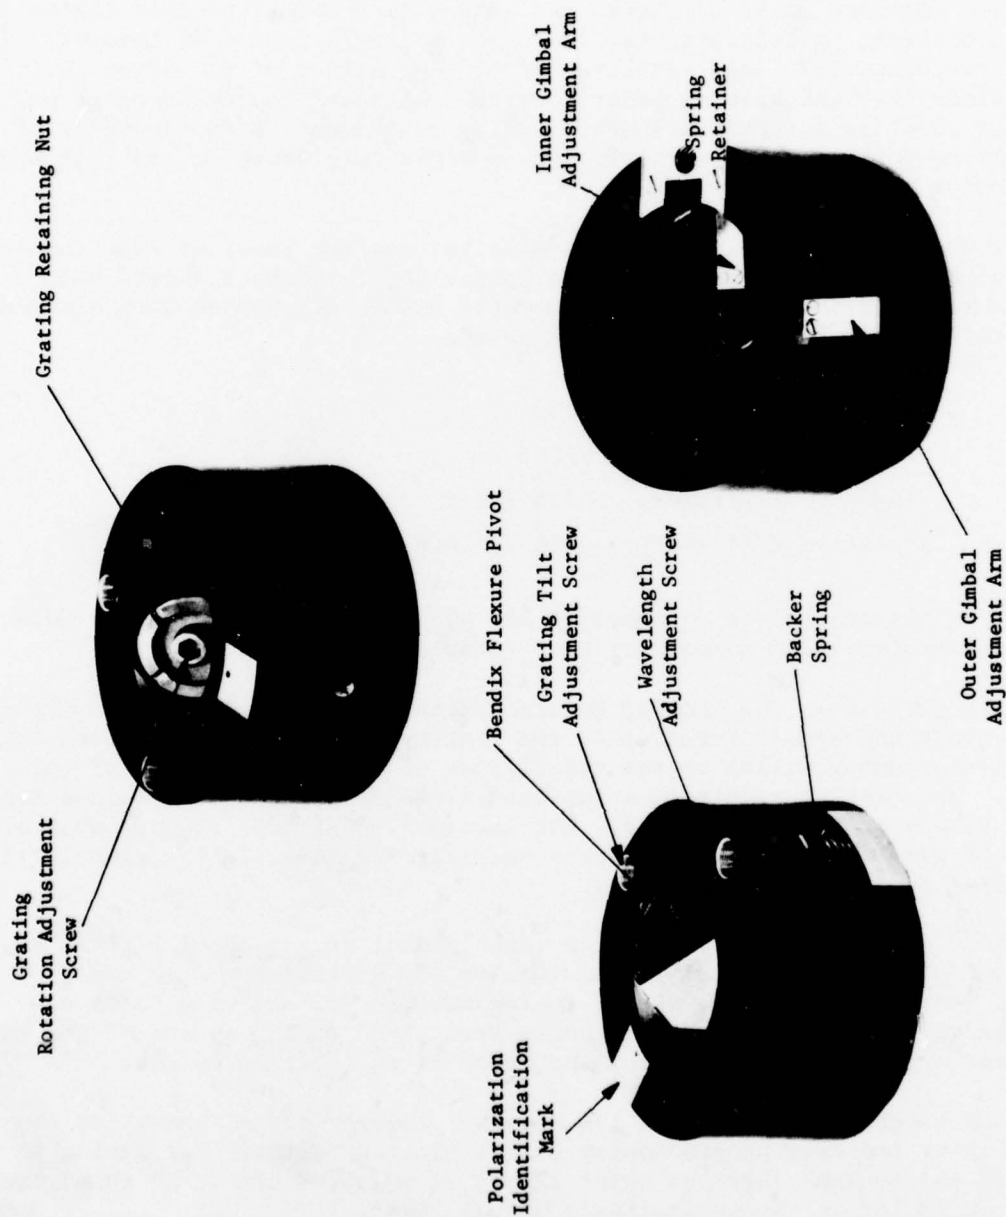 Grating
Rotation Adjustment
Screw
Grating Retaining Nut
Polarization
Identification
Mark
Bendix Flexure Pivot
Grating Tilt
Adjustment Screw
Wavelength
Adjustment Screw
Backer
Spring
Inner Gimbal
Adjustment Arm
Spring
Retainer
Outer Gimbal
Adjustment Arm